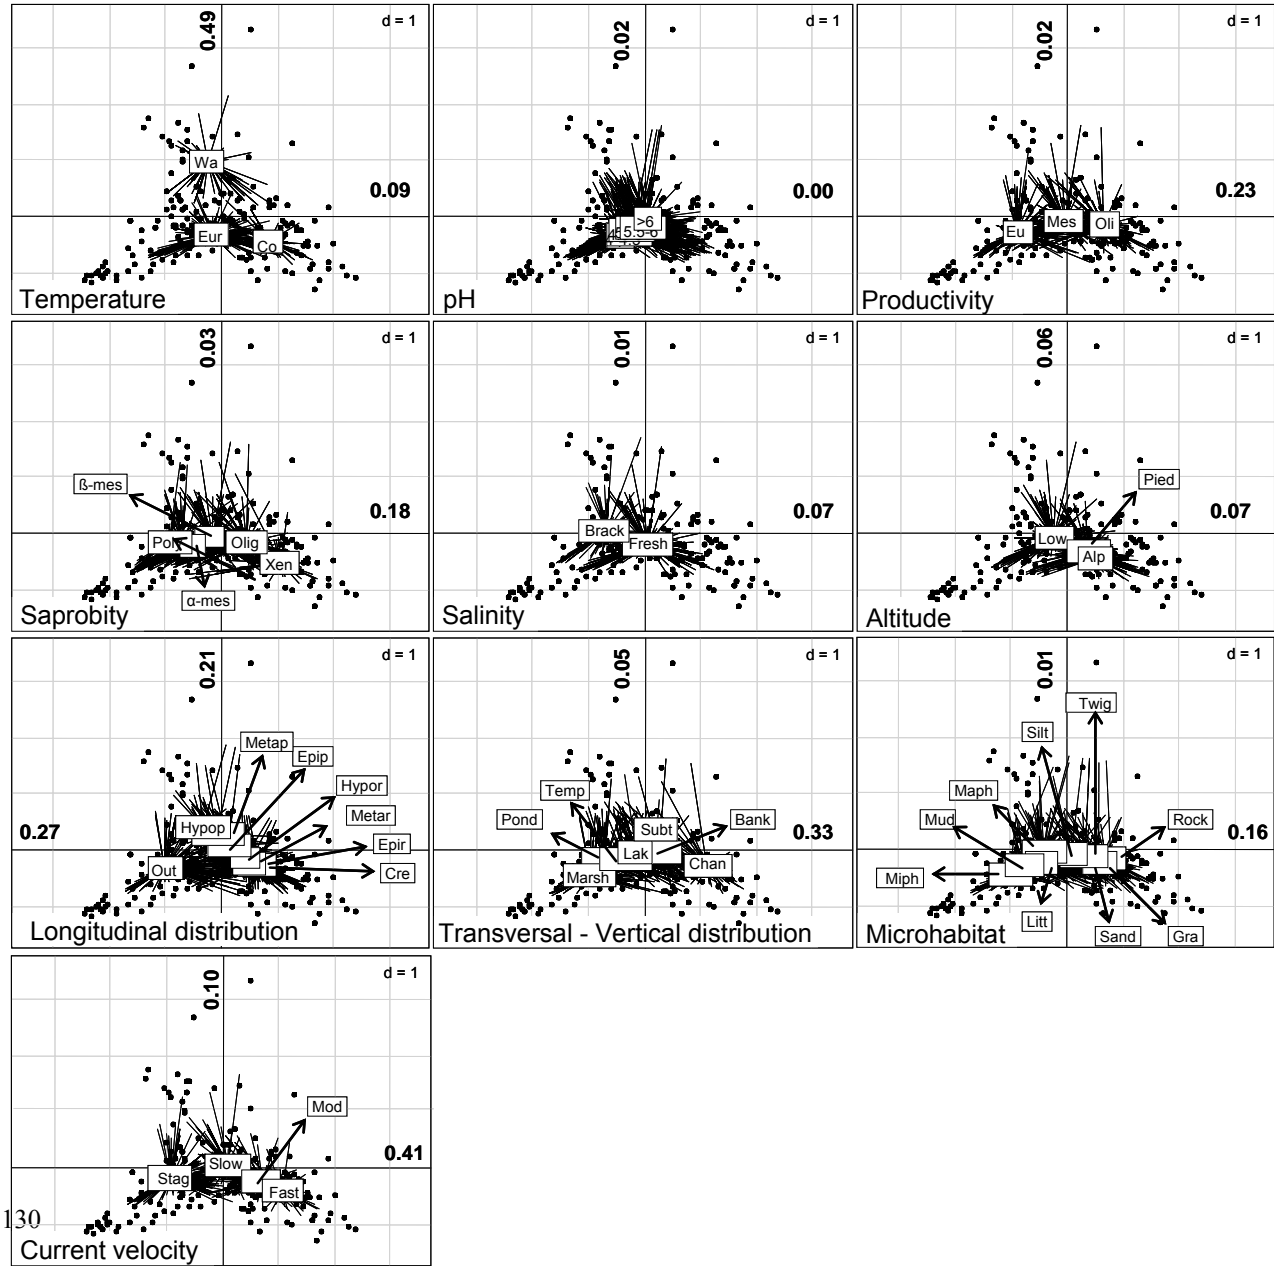 0.49
d = 1
Wa
0.09
Eur
Co
Temperature
0.02
d = 1
0.00
>6
5.5-6
pH
0.02
d = 1
0.23
Eu
Mes
Oli
Productivity
0.03
d = 1
ß-mes
0.18
Pol
Olig
Xen
α-mes
Saprobity
0.01
d = 1
0.07
Brack
Fresh
Salinity
0.06
d = 1
Pied
0.07
Low
Alp
Altitude
0.21
d = 1
Metap
Epip
Hypor
Metar
0.27
Hypop
Epir
Out
Cre
Longitudinal distribution
0.05
d = 1
Temp
Pond
Subt
Bank
0.33
Lak
Chan
Marsh
Transversal - Vertical distribution
0.01
d = 1
Twig
Silt
Maph
Mud
Rock
0.16
Miph
Litt
Sand
Gra
Microhabitat
0.10
d = 1
Mod
0.41
Slow
Stag
Fast
130
Current velocity